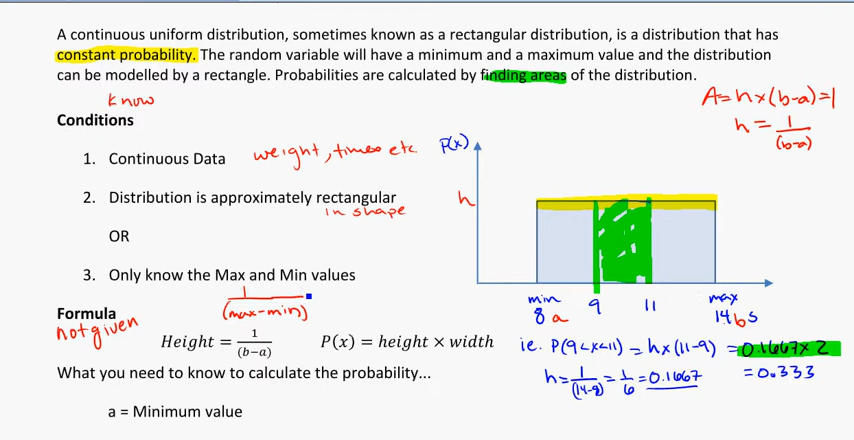 A continuous uniform distribution, sometimes known as a rectangular distribution, is a distribution that has
constant probability. The random variable will have a minimum and a maximum value and the distribution
can be modelled by a rectangle. Probabilities are calculated by finding areas of the distribution.
know
A = h × (b-a) = 1
h = 1/(b-a)
Conditions
1. Continuous Data
weight, times etc
P(x)
2. Distribution is approximately rectangular
in shape
h
OR
3. Only know the Max and Min values
1/(max-min)
min
8 a
9
11
max
14 b s
Formula
not given
Height = 1/(b-a)
P(x) = height × width
ie. P(9<x<11) = h×(11-9) = 0.1667×2
h = 1/(14-8) = 1/6 = 0.1667
= 0.333
What you need to know to calculate the probability...
a = Minimum value